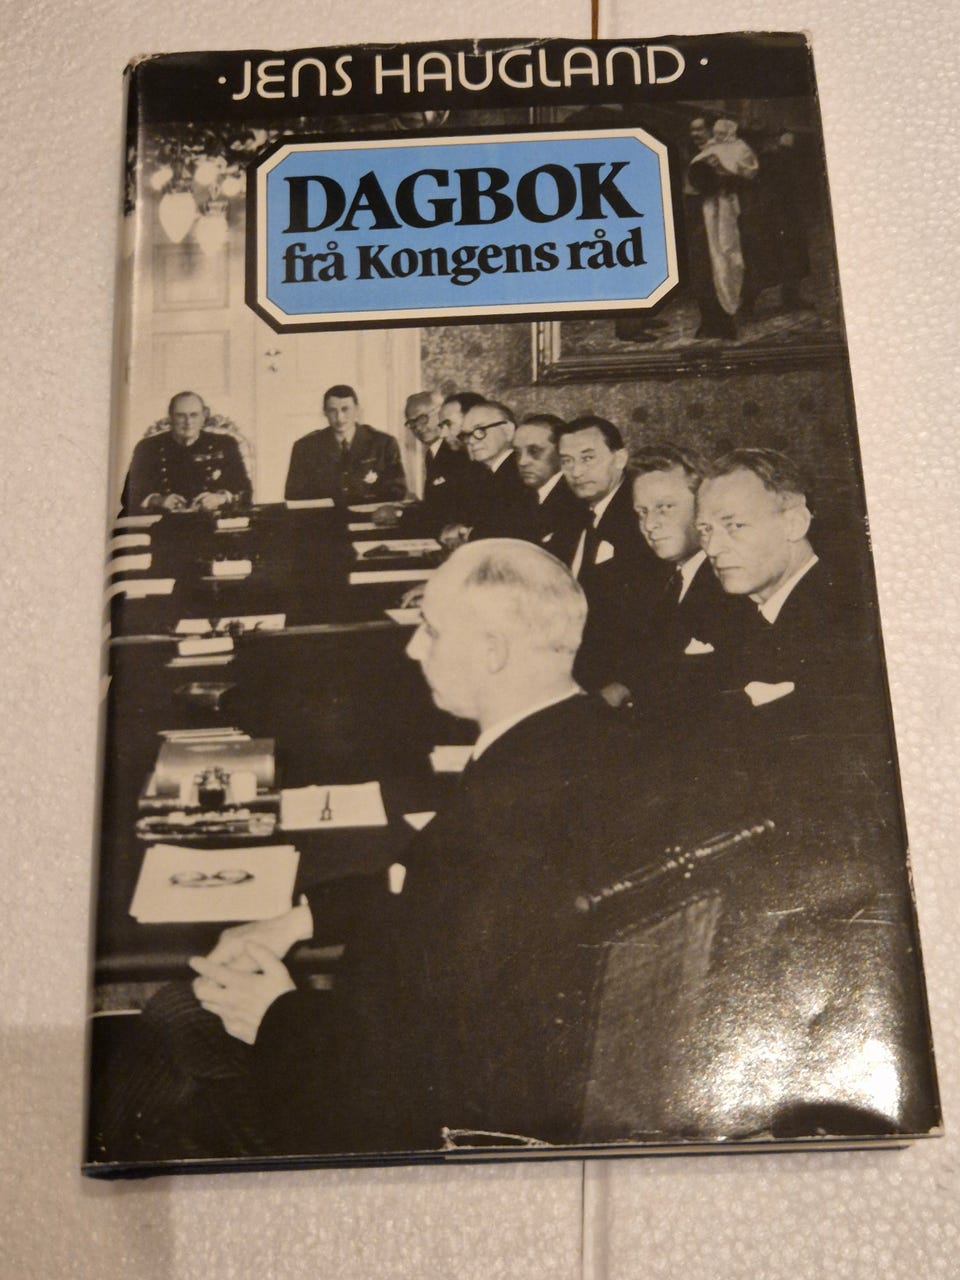 ·JENS HAUGLAND·
DAGBOK
frå Kongens råd